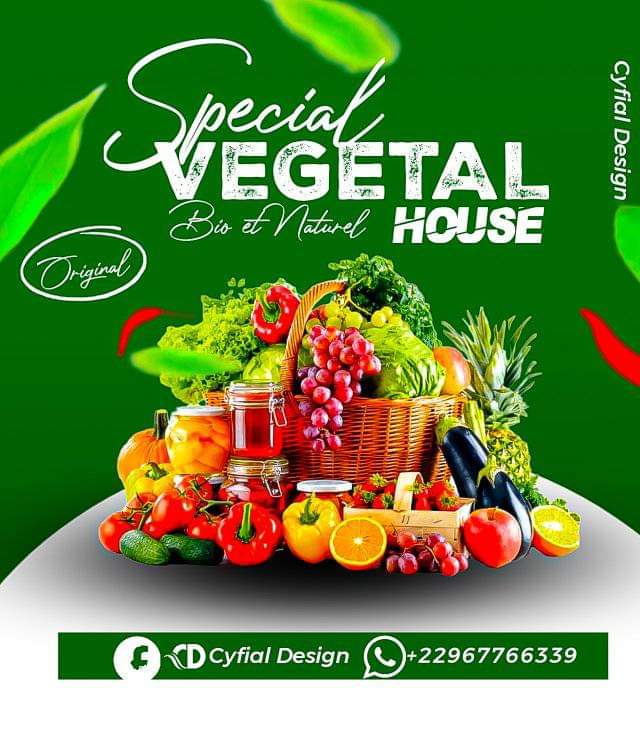 Special
VEGETAL
Bio et Naturel HOUSE
Original
Cyfial Design
CD Cyfial Design +22967766339